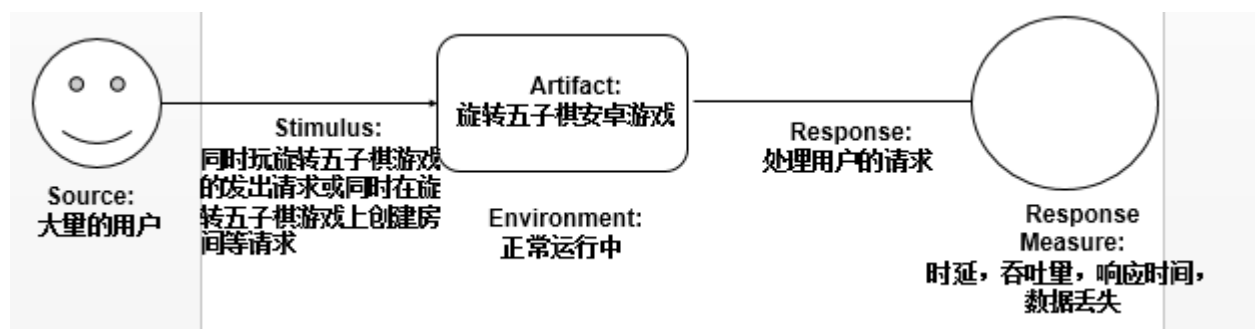 Source:
大量的用户
Stimulus:
同时玩旋转五子棋游戏
的发出请求或同时在旋
转五子棋游戏上创建房
间等请求
Artifact:
旋转五子棋安卓游戏
Environment:
正常运行中
Response:
处理用户的请求
Response
Measure:
时延，吞吐量，响应时间，
数据丢失